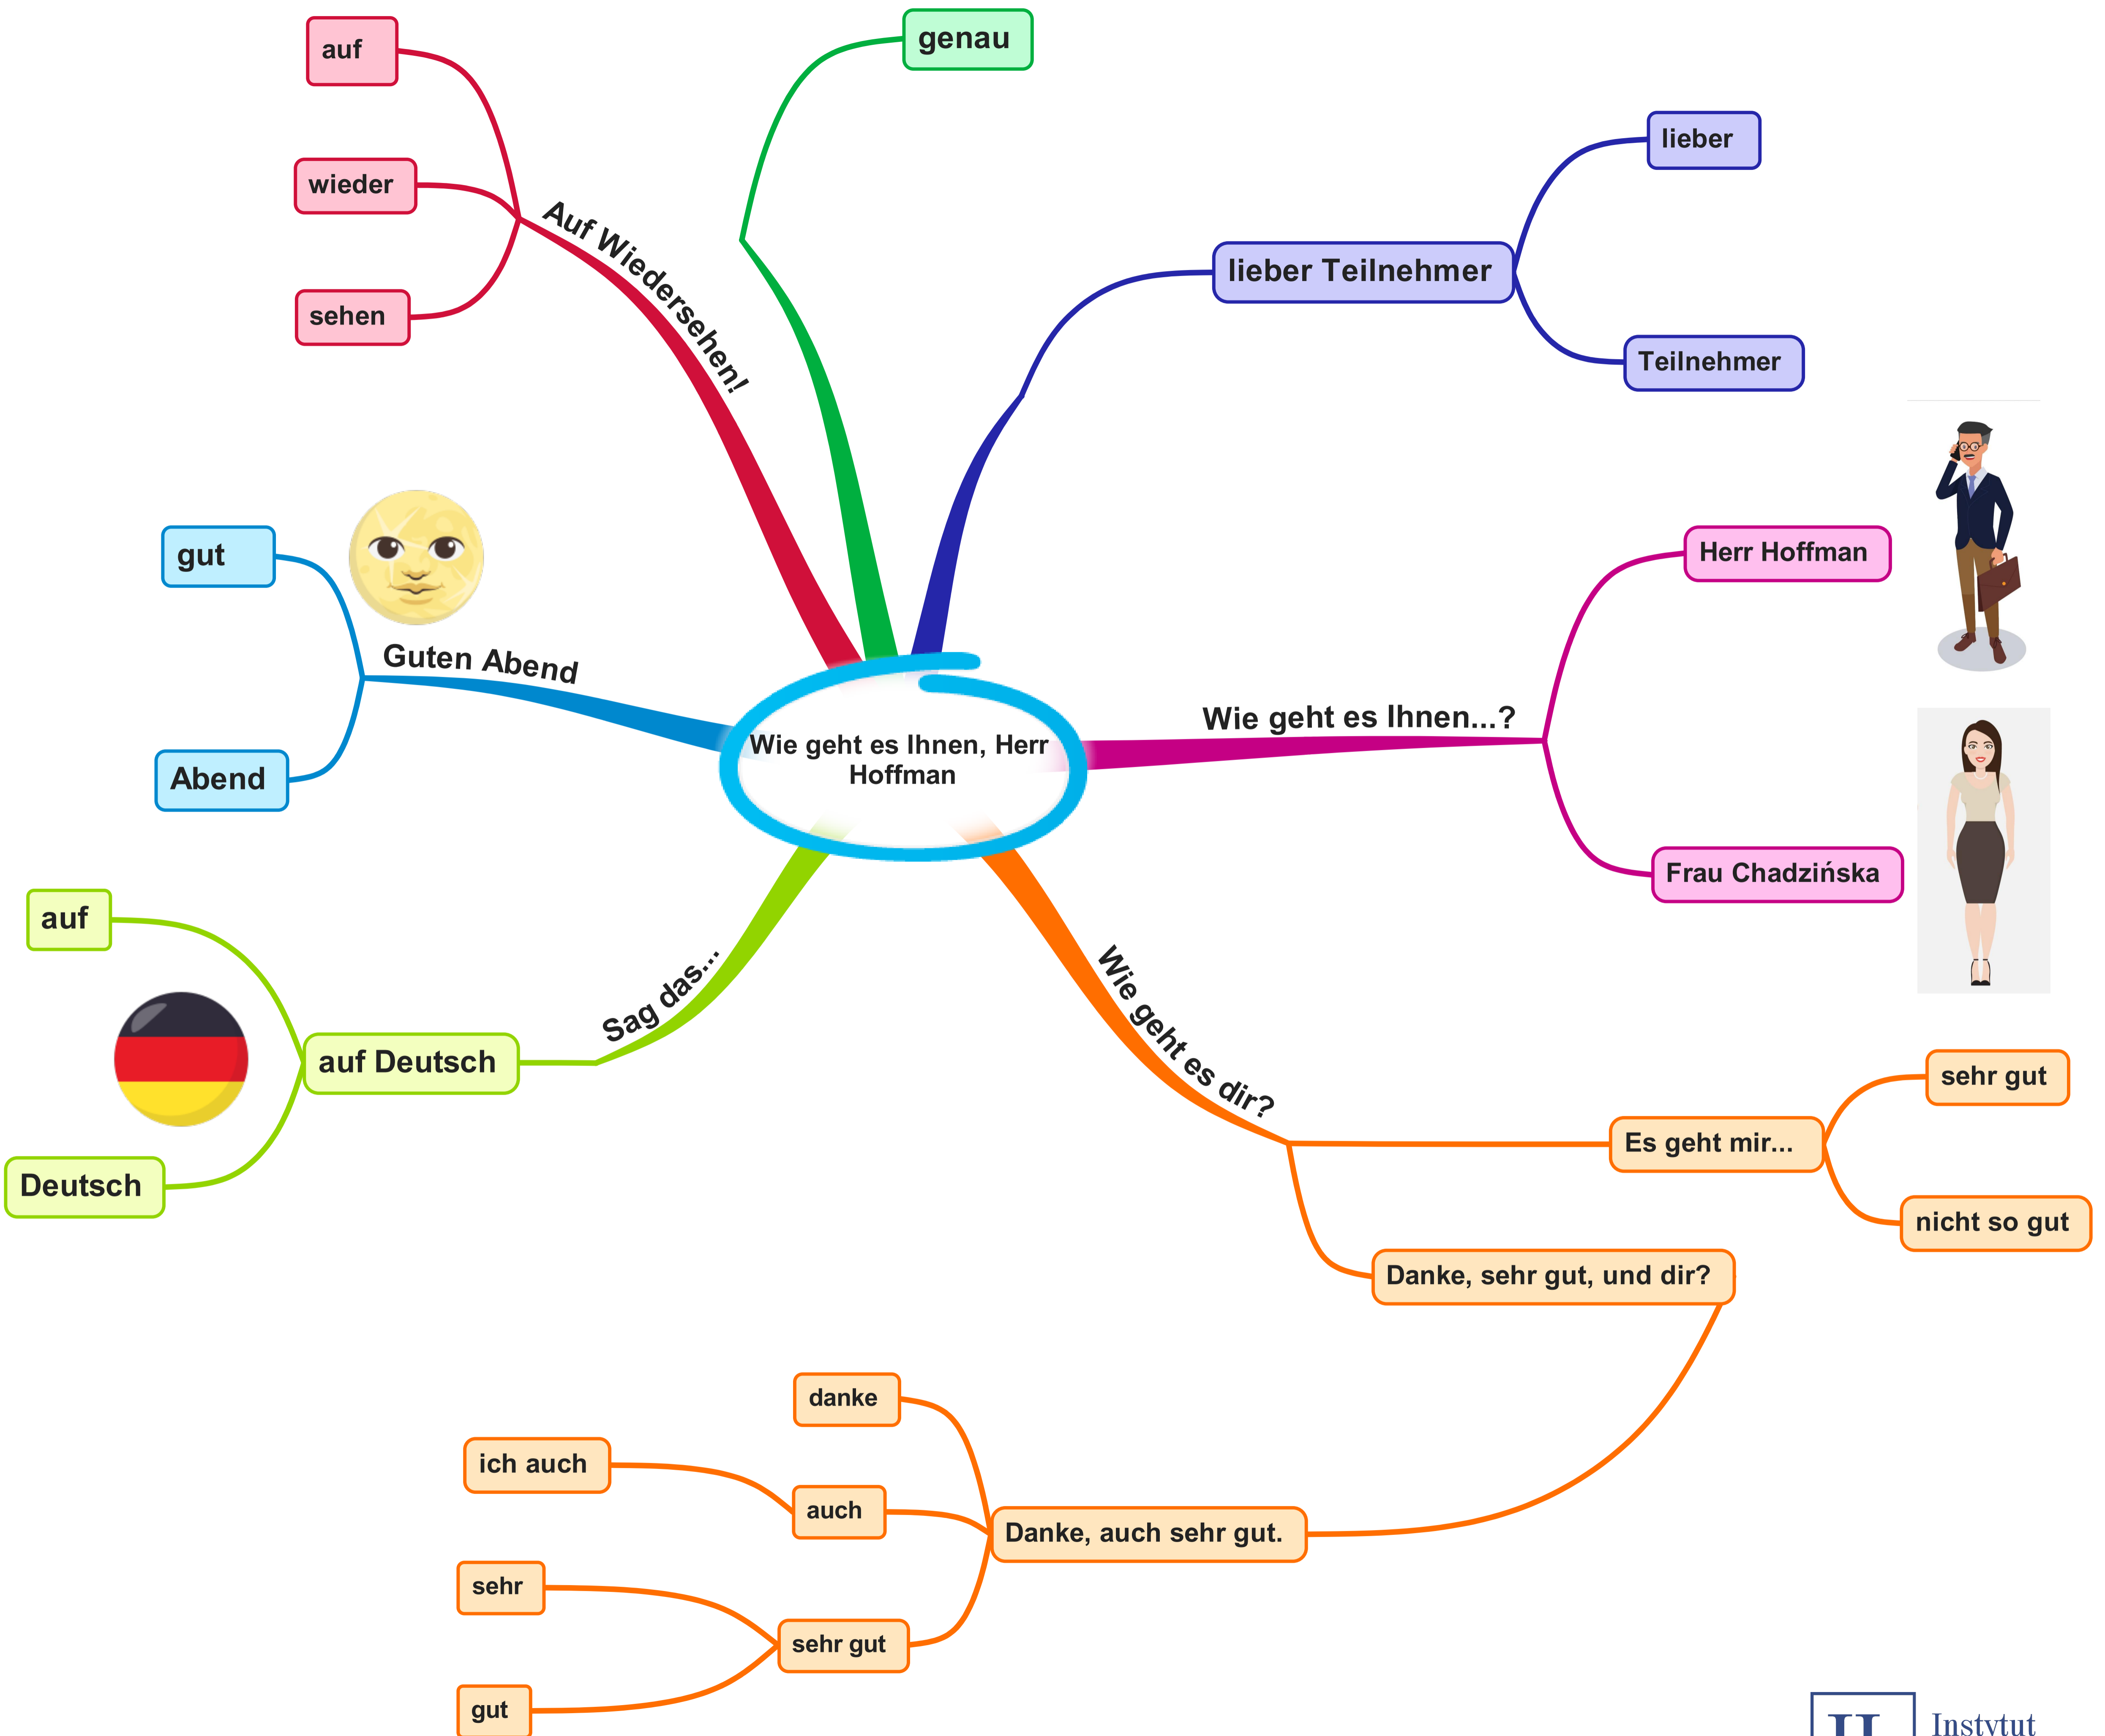 auf
wieder
sehen
Auf Wiedersehen!
genau
lieber Teilnehmer
lieber
Teilnehmer
gut
Abend
Guten Abend
Wie geht es Ihnen, Herr
Hoffman
Wie geht es Ihnen...?
Herr Hoffman
Frau Chadzińska
Sag das...
auf Deutsch
auf
Deutsch
Wie geht es dir?
Es geht mir...
sehr gut
nicht so gut
Danke, sehr gut, und dir?
Danke, auch sehr gut.
danke
auch
ich auch
sehr gut
sehr
gut
Instytut